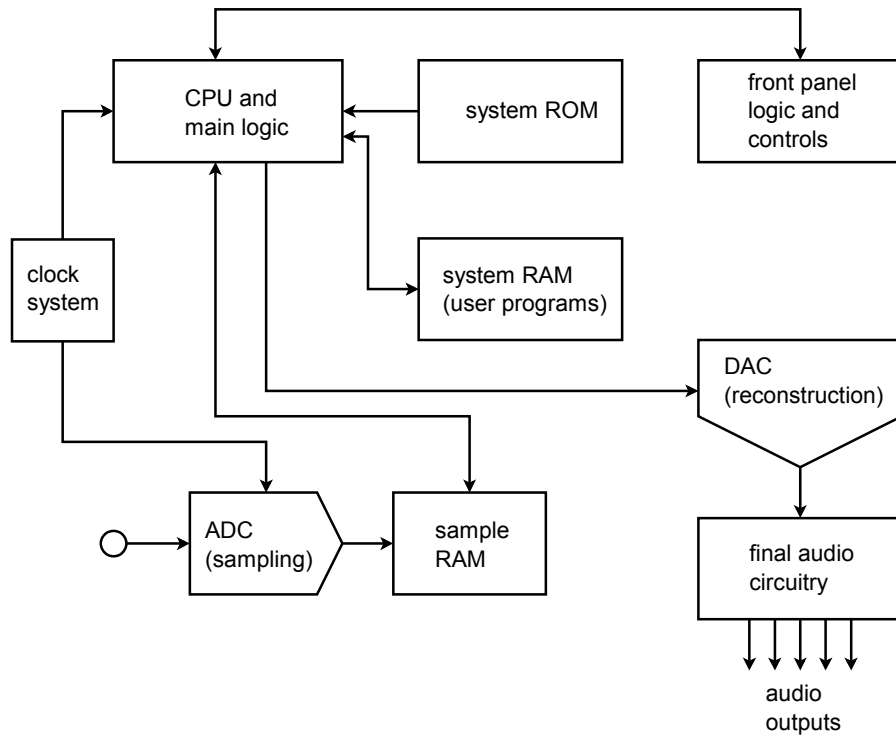 CPU and
main logic
system ROM
front panel
logic and
controls
clock
system
system RAM
(user programs)
DAC
(reconstruction)
ADC
(sampling)
sample
RAM
final audio
circuitry
audio
outputs